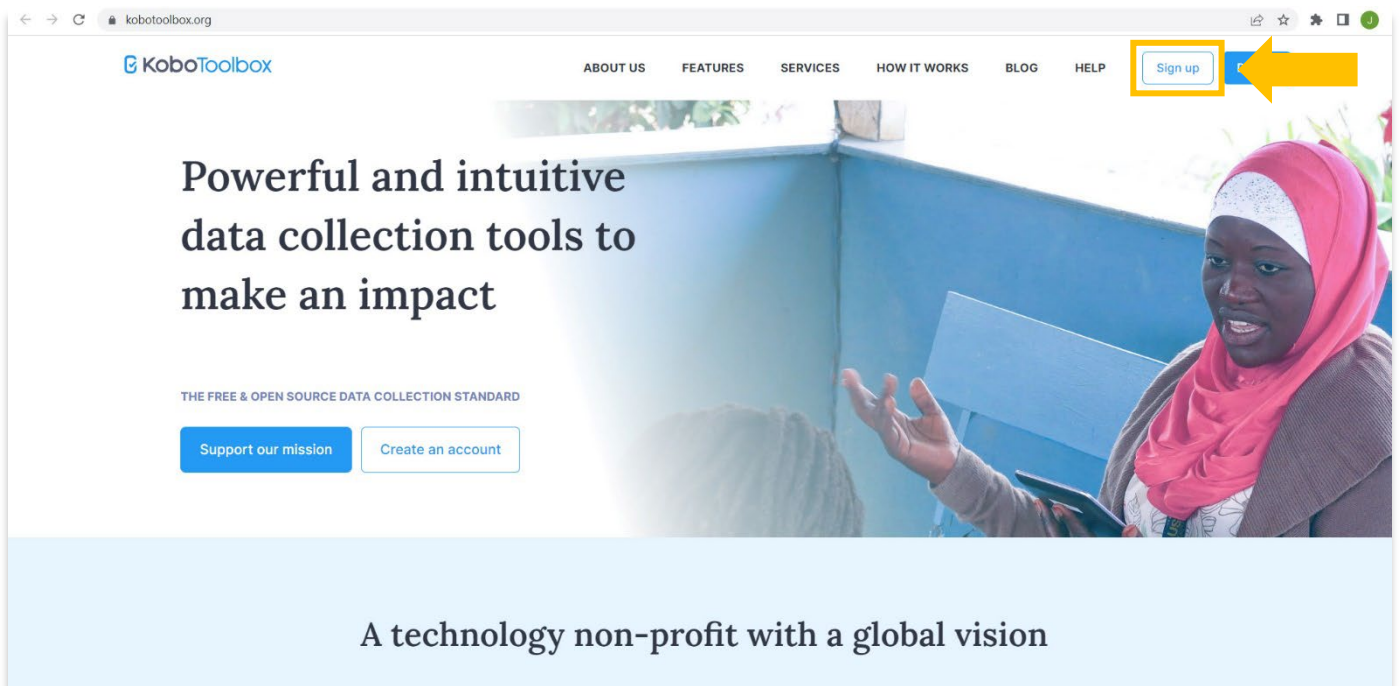 kobotoolbox.org
J
KoboToolbox
ABOUT US
FEATURES
SERVICES
HOW IT WORKS
BLOG
HELP
Sign up
Powerful and intuitive
data collection tools to
make an impact
THE FREE & OPEN SOURCE DATA COLLECTION STANDARD
Support our mission
Create an account
A technology non-profit with a global vision